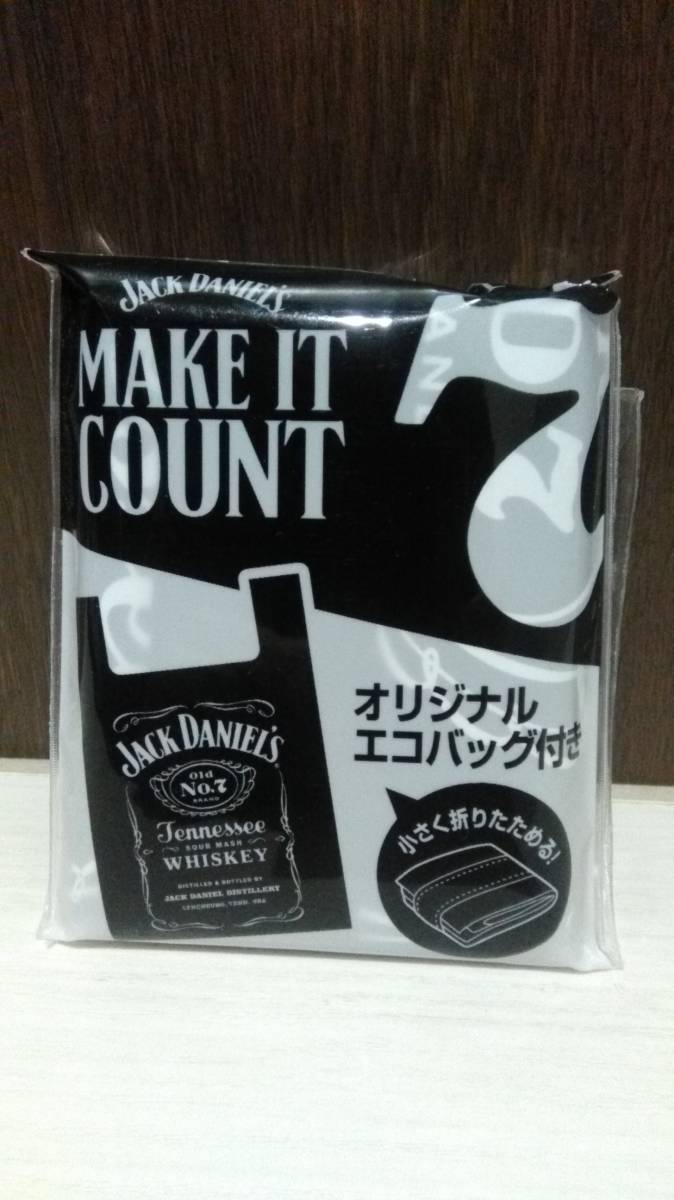 JACK DANIEL'S
MAKE IT
COUNT
オリジナル
エコバッグ付き
小さく折りたためる!
JACK DANIEL'S
Old
No.7
BRAND
Tennessee
SOUR MASH
WHISKEY
DISTILLED & BOTTLED BY
JACK DANIEL DISTILLERY
LYNCHBURG, TENN. USA
7